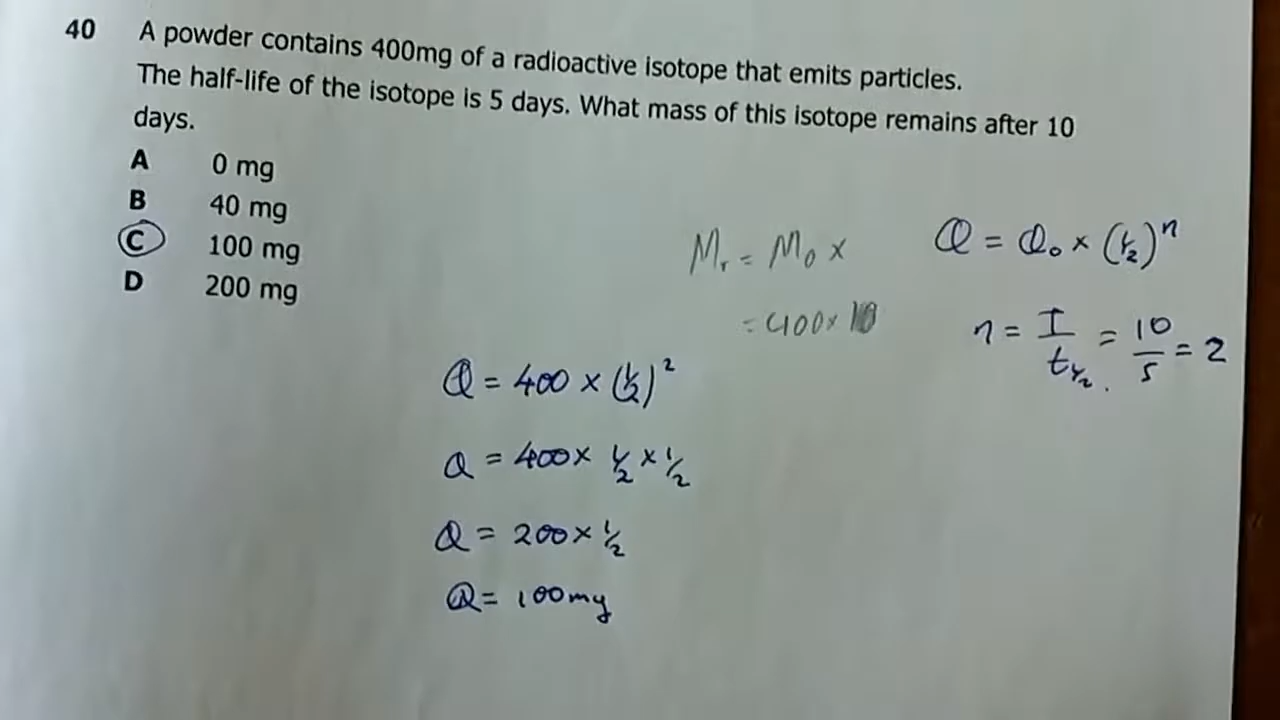 40 A powder contains 400mg of a radioactive isotope that emits particles.
The half-life of the isotope is 5 days. What mass of this isotope remains after 10
days.
A 0 mg
B 40 mg
C 100 mg
D 200 mg
Mr = M0 ×
= 400 × 10
Q = Q₀ × (½)ⁿ
n = T/t½ = 10/5 = 2
Q = 400 × (½)²
Q = 400 × ½ × ½
Q = 200 × ½
Q = 100mg